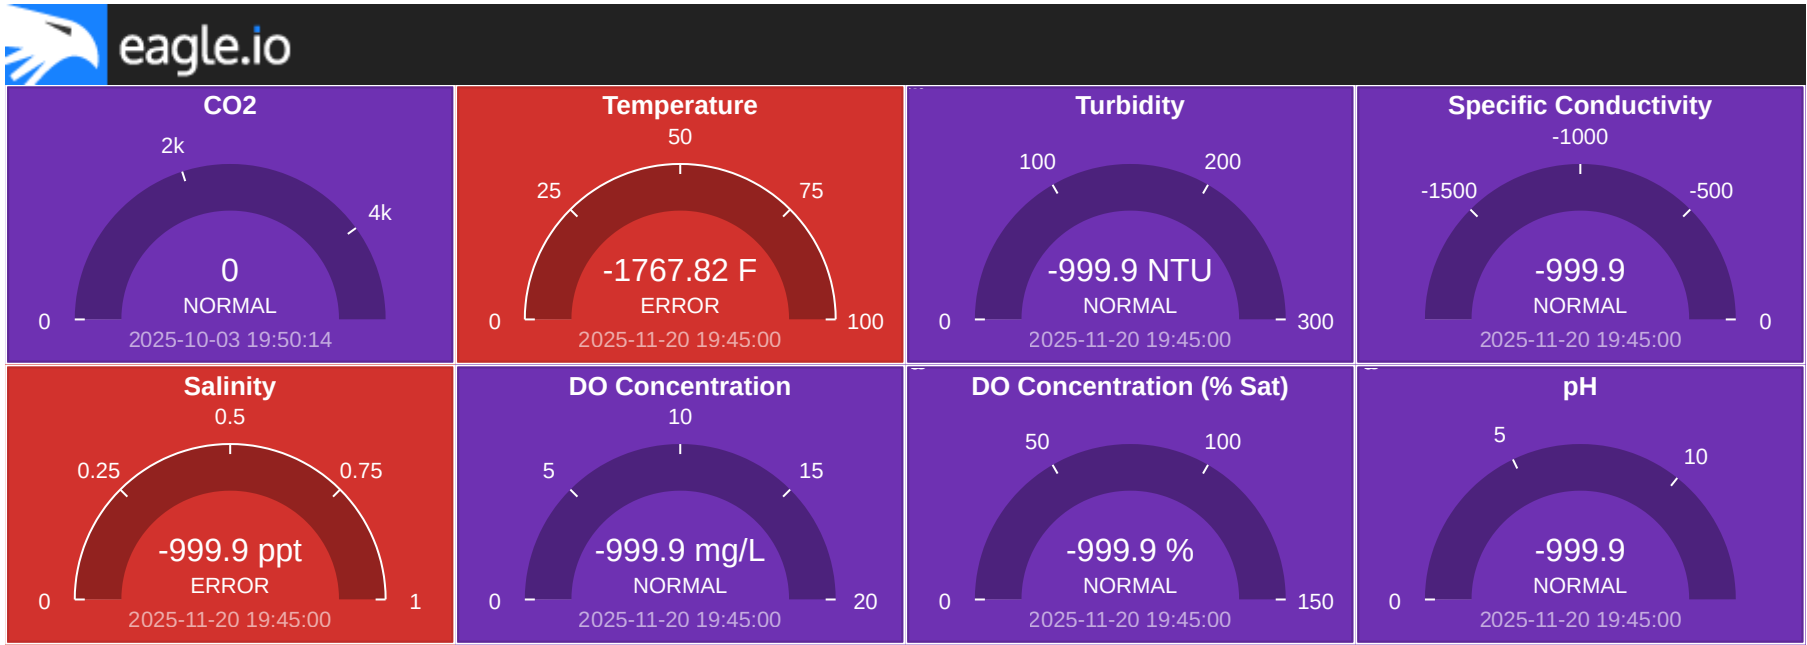 eagle.io
CO2
2k
4k
0
NORMAL
0
2025-10-03 19:50:14
Temperature
50
25
75
-1767.82 F
ERROR
0
100
2025-11-20 19:45:00
Turbidity
100
200
-999.9 NTU
NORMAL
0
300
2025-11-20 19:45:00
Specific Conductivity
-1000
-1500
-500
-999.9
NORMAL
0
2025-11-20 19:45:00
Salinity
0.5
0.25
0.75
-999.9 ppt
ERROR
0
1
2025-11-20 19:45:00
DO Concentration
10
5
15
-999.9 mg/L
NORMAL
0
20
2025-11-20 19:45:00
DO Concentration (% Sat)
50
100
-999.9 %
NORMAL
0
150
2025-11-20 19:45:00
pH
5
10
-999.9
NORMAL
0
2025-11-20 19:45:00